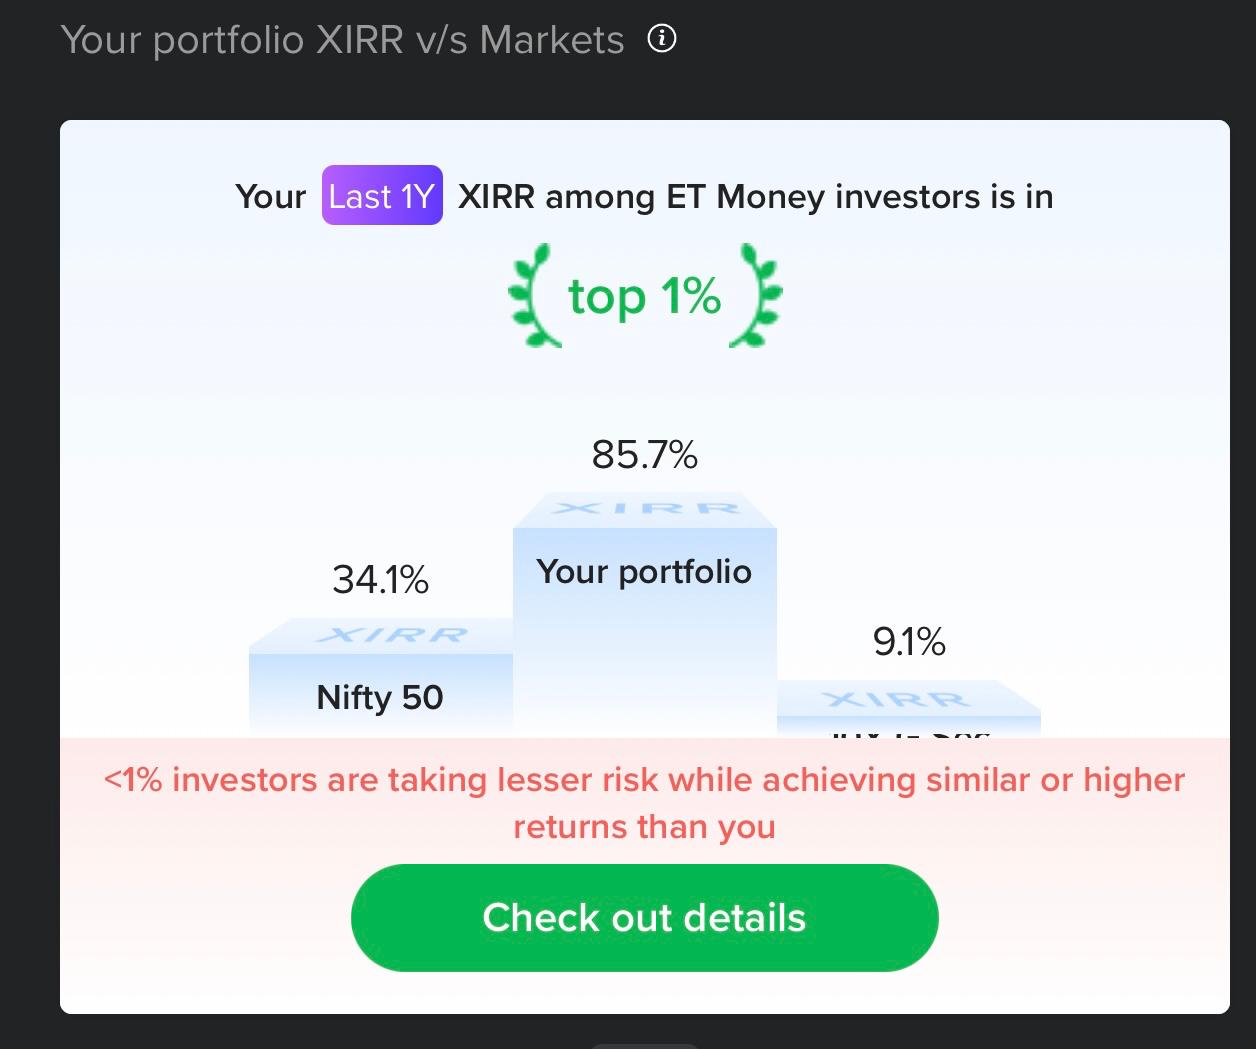 Your portfolio XIRR v/s Markets
Your Last 1Y XIRR among ET Money investors is in
top 1%
85.7%
XIRR
Your portfolio
34.1%
XIRR
Nifty 50
9.1%
XIRR
<1% investors are taking lesser risk while achieving similar or higher
returns than you
Check out details